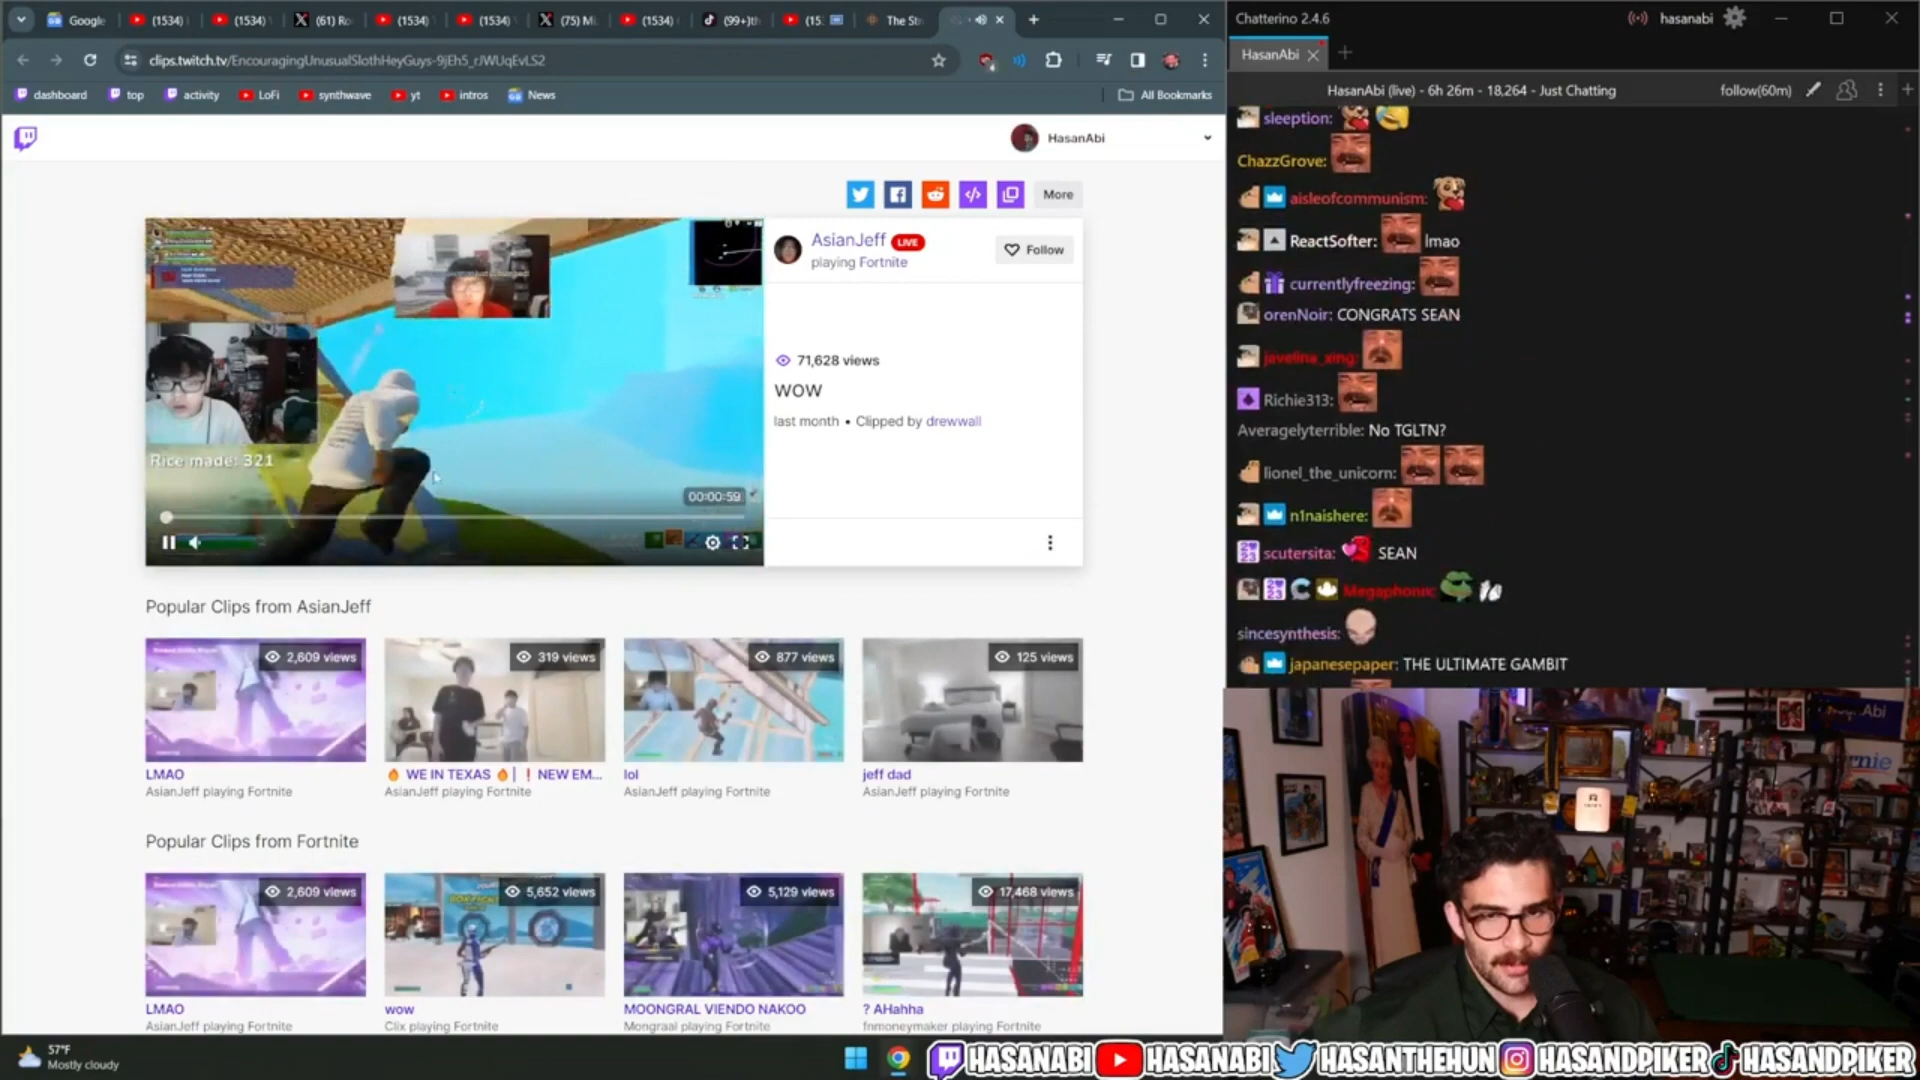 Google
(1534)
(1534)
(61) Ro
(1534)
(1534)
(75) Mi
(1534)
(99+)
(15
The St
Chatterino 2.4.6
hasanabi
clips.twitch.tv/EncouragingUnusualSlothHeyGuys-9jEh5_rJWUqEvLS2
HasanAbi
dashboard
top
activity
LoFi
synthwave
yt
intros
News
All Bookmarks
HasanAbi (live) - 6h 26m - 18,264 - Just Chatting
follow(60m)
HasanAbi
More
AsianJeff LIVE
playing Fortnite
Follow
71,628 views
WOW
last month • Clipped by drewwall
Rice made: 321
00:00:59
Popular Clips from AsianJeff
2,609 views
319 views
877 views
125 views
LMAO
AsianJeff playing Fortnite
WE IN TEXAS | ! NEW EM...
AsianJeff playing Fortnite
lol
AsianJeff playing Fortnite
jeff dad
AsianJeff playing Fortnite
Popular Clips from Fortnite
2,609 views
5,652 views
5,129 views
17,468 views
LMAO
AsianJeff playing Fortnite
wow
Clix playing Fortnite
MOONGRAL VIENDO NAKOO
Mongraal playing Fortnite
? AHahha
fnmoneymaker playing Fortnite
sleeption:
ChazzGrove:
aisleofcommunism:
ReactSofter: lmao
currentlyfreezing:
orenNoir: CONGRATS SEAN
javelina_xing:
Richie313:
Averagelyterrible: No TGLTN?
lionel_the_unicorn:
n1naishere:
scutersita: SEAN
Megaphonix:
sincesynthesis:
japanesepaper: THE ULTIMATE GAMBIT
57°F
Mostly cloudy
HASANABI
HASANABI
HASANTHEHUN
HASANDPIKER
HASANDPIKER